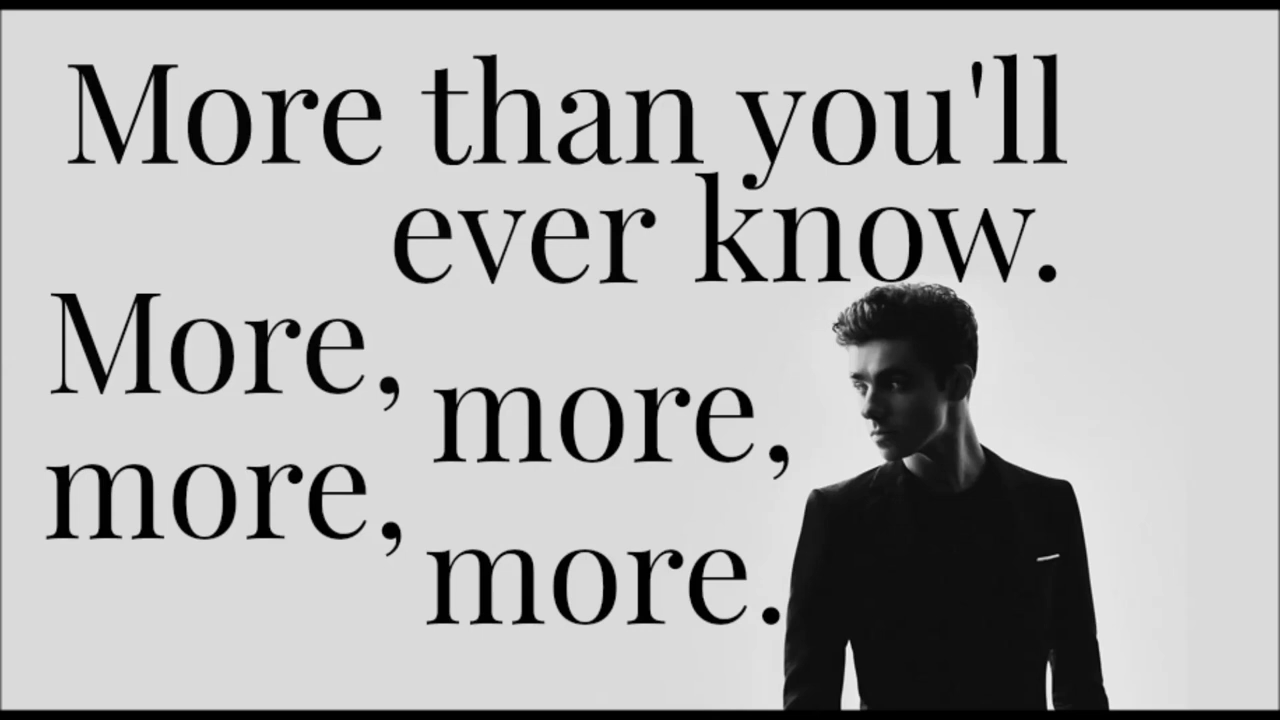 More than you'll
ever know.
More,
more,
more,
more.